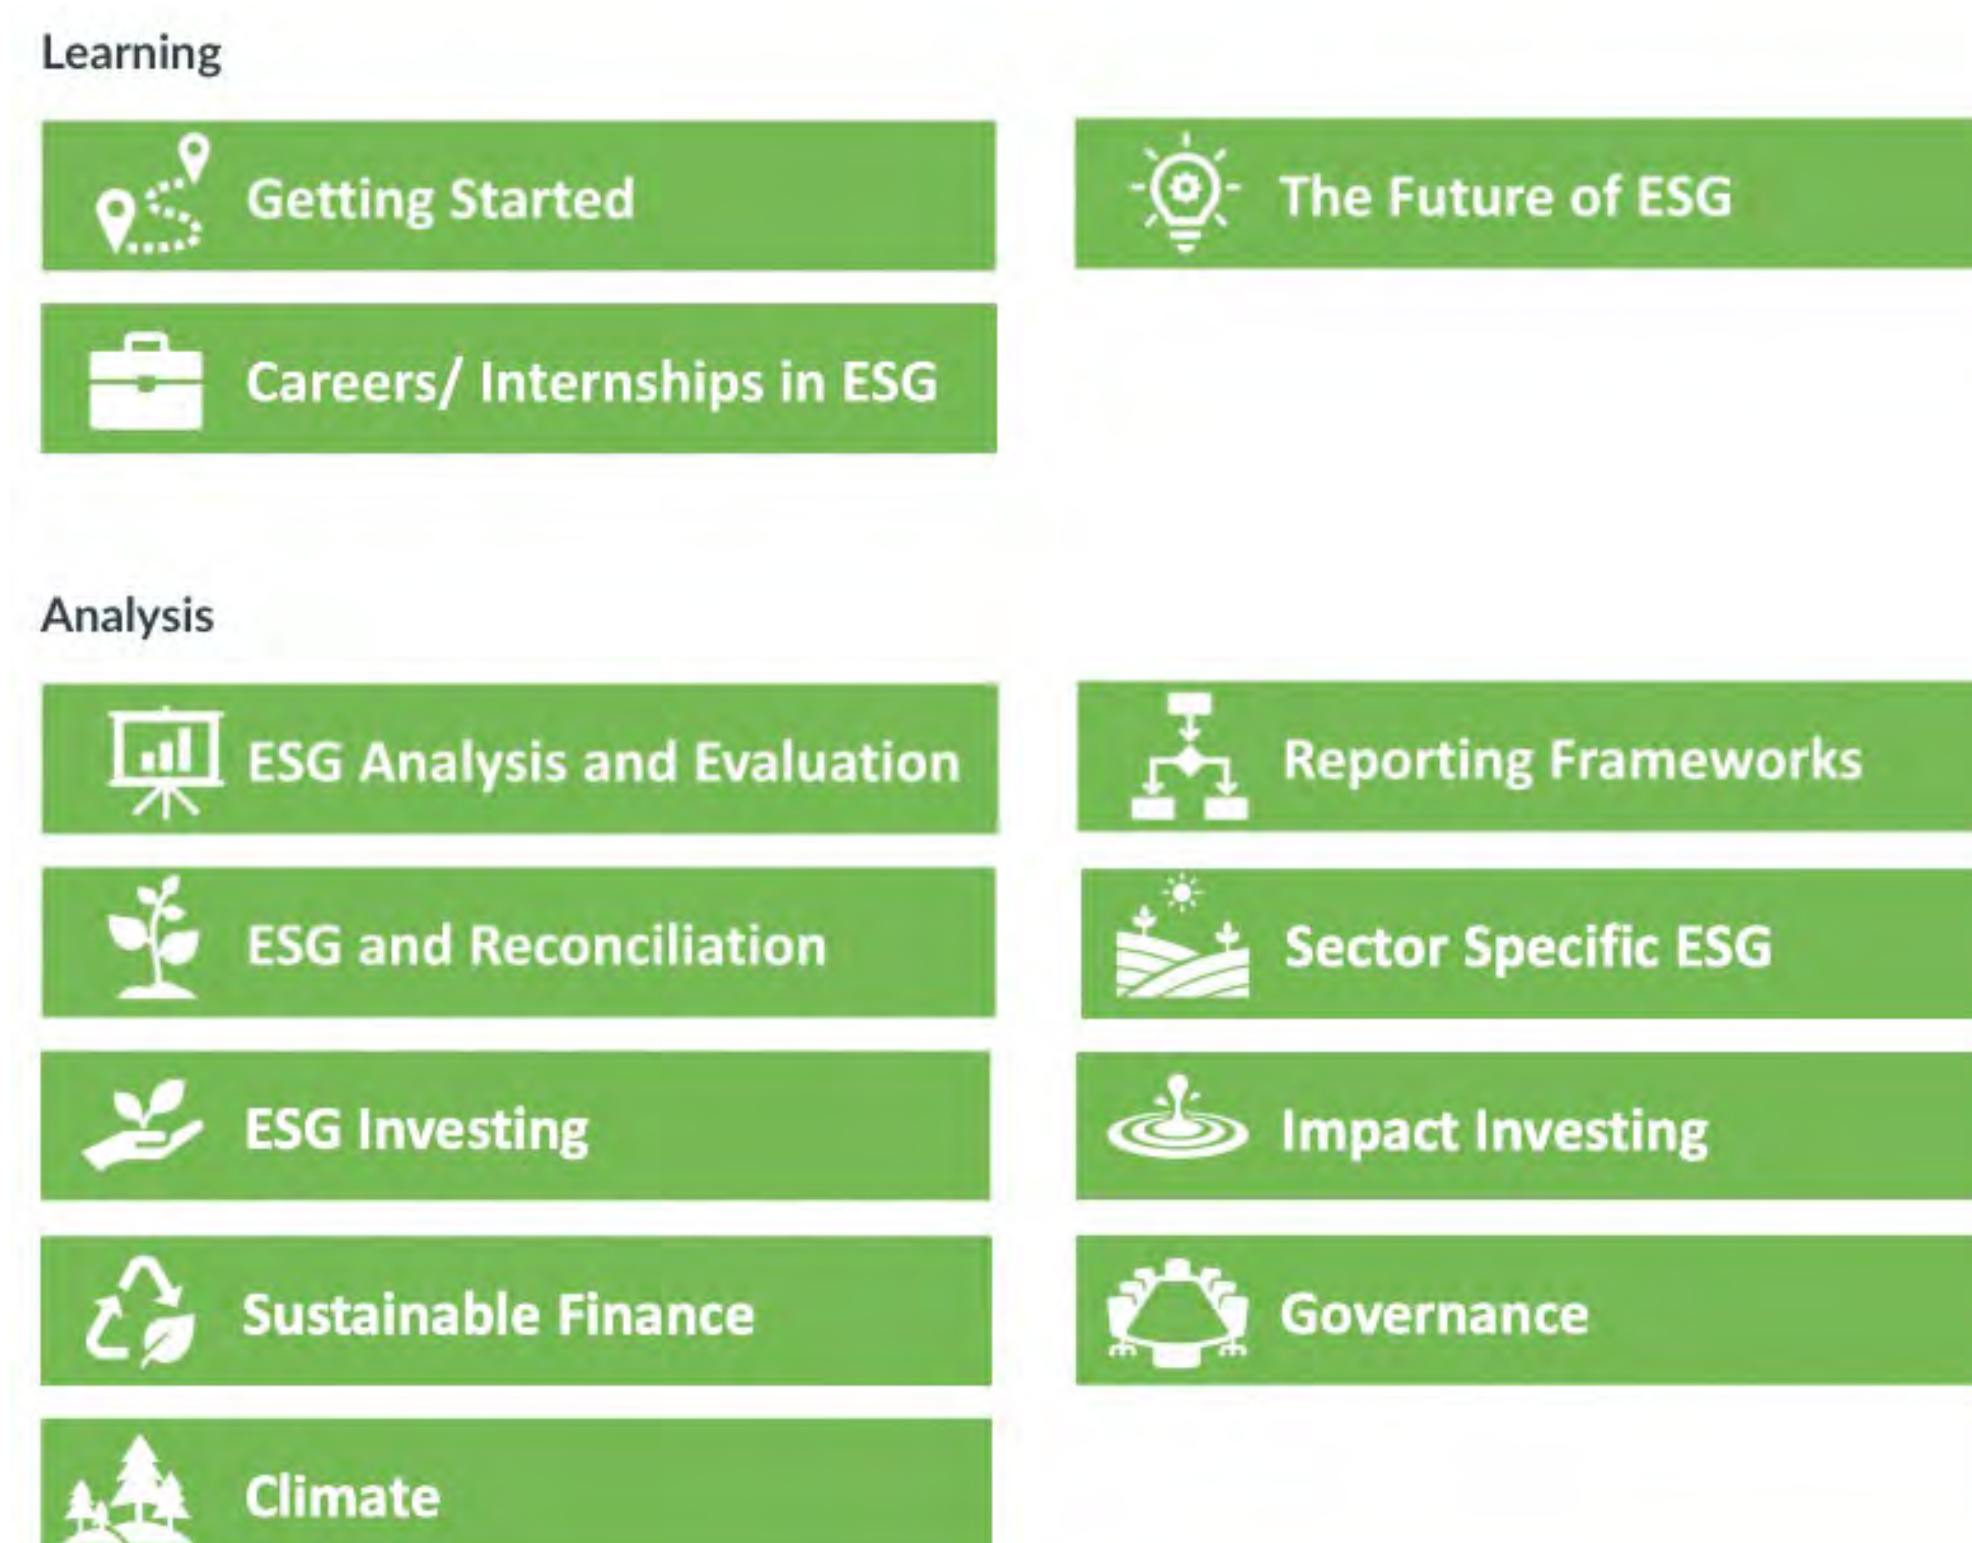 Learning
Getting Started
The Future of ESG
Careers/ Internships in ESG
Analysis
ESG Analysis and Evaluation
Reporting Frameworks
ESG and Reconciliation
Sector Specific ESG
ESG Investing
Impact Investing
Sustainable Finance
Governance
Climate